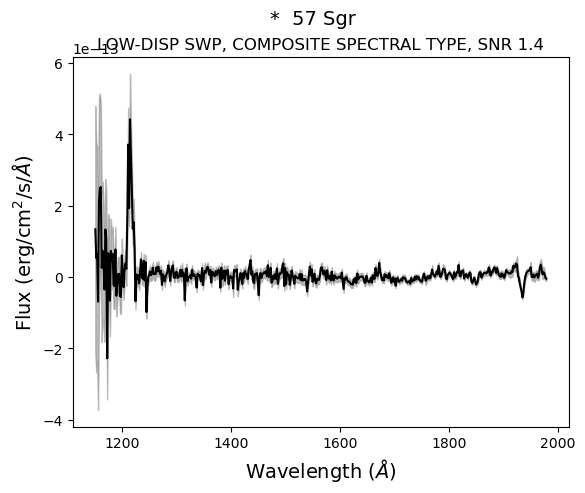 * 57 Sgr
LOW-DISP SWP, COMPOSITE SPECTRAL TYPE, SNR 1.4
1e−13
6
4
2
0
−2
−4
Flux (erg/cm²/s/Å)
1200 1400 1600 1800 2000
Wavelength (Å)